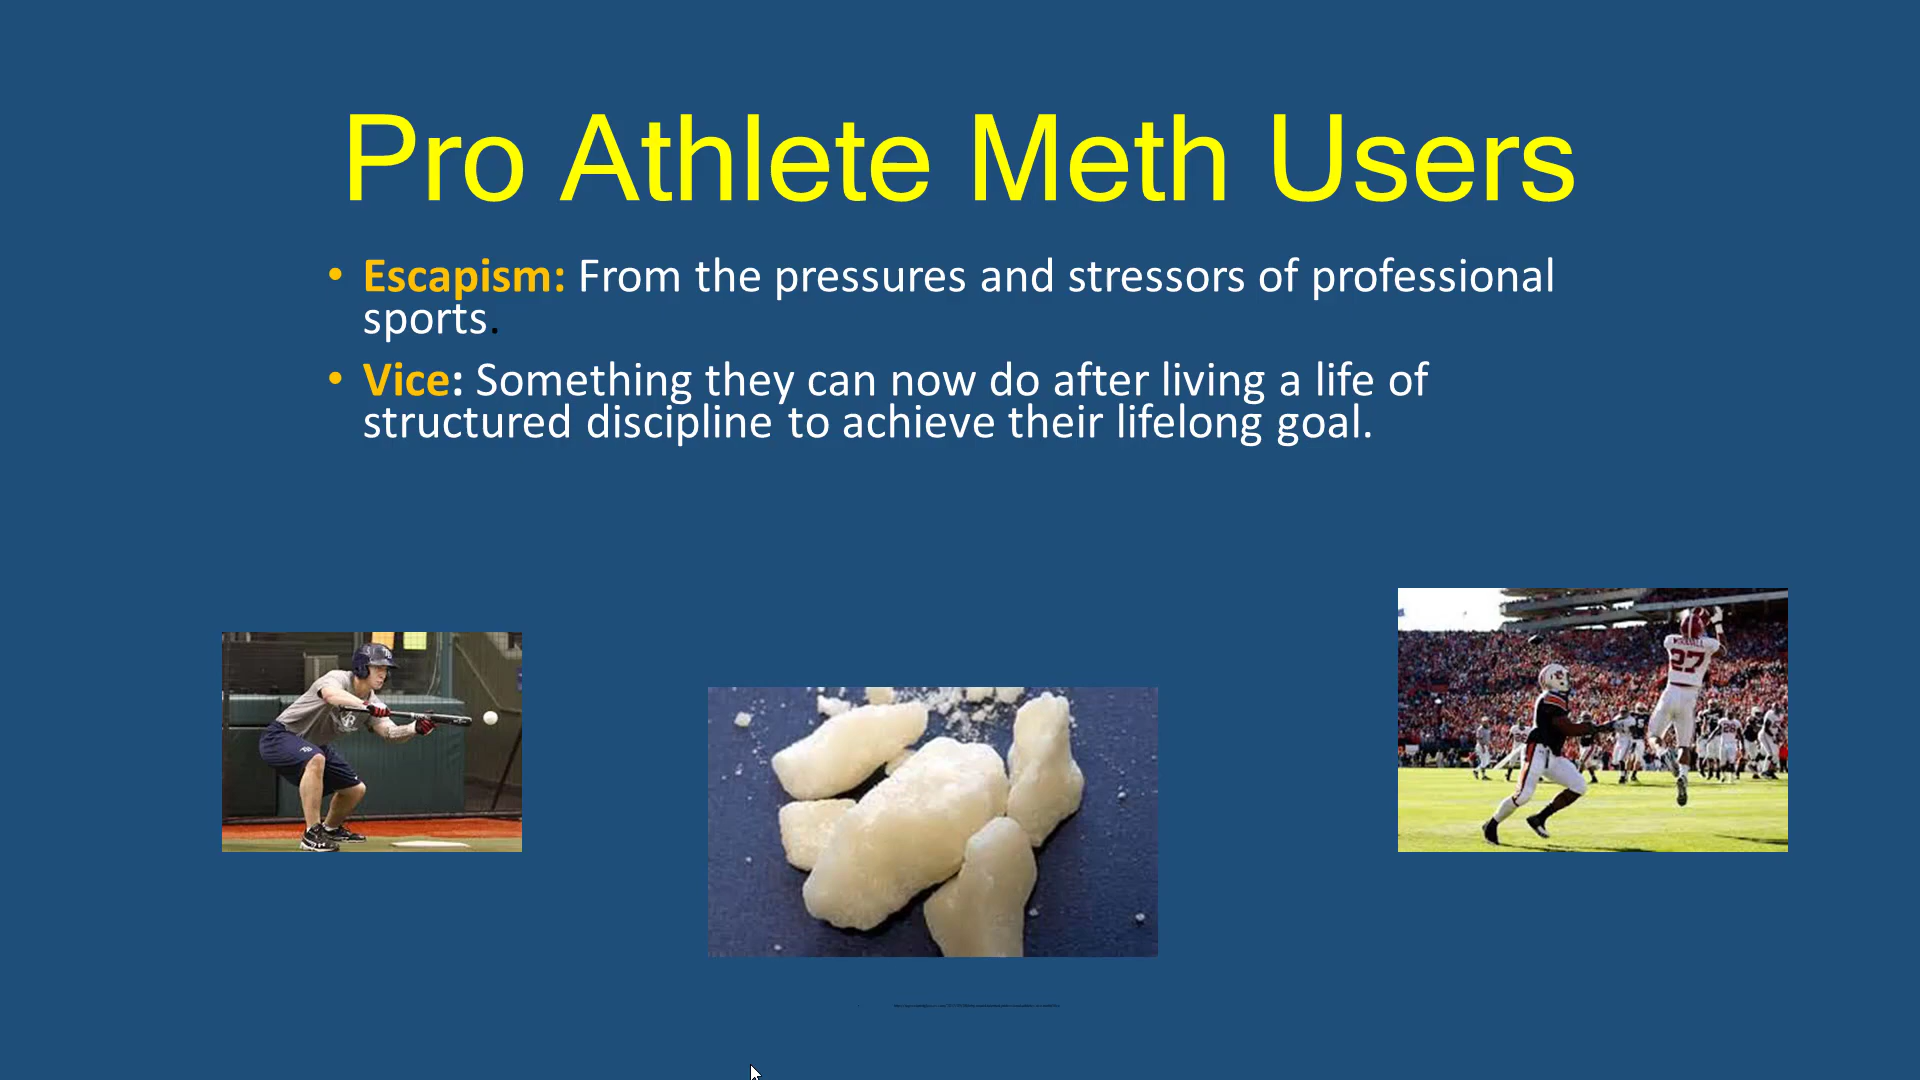 Pro Athlete Meth Users
• Escapism: From the pressures and stressors of professional
sports.
• Vice: Something they can now do after living a life of
structured discipline to achieve their lifelong goal.
27